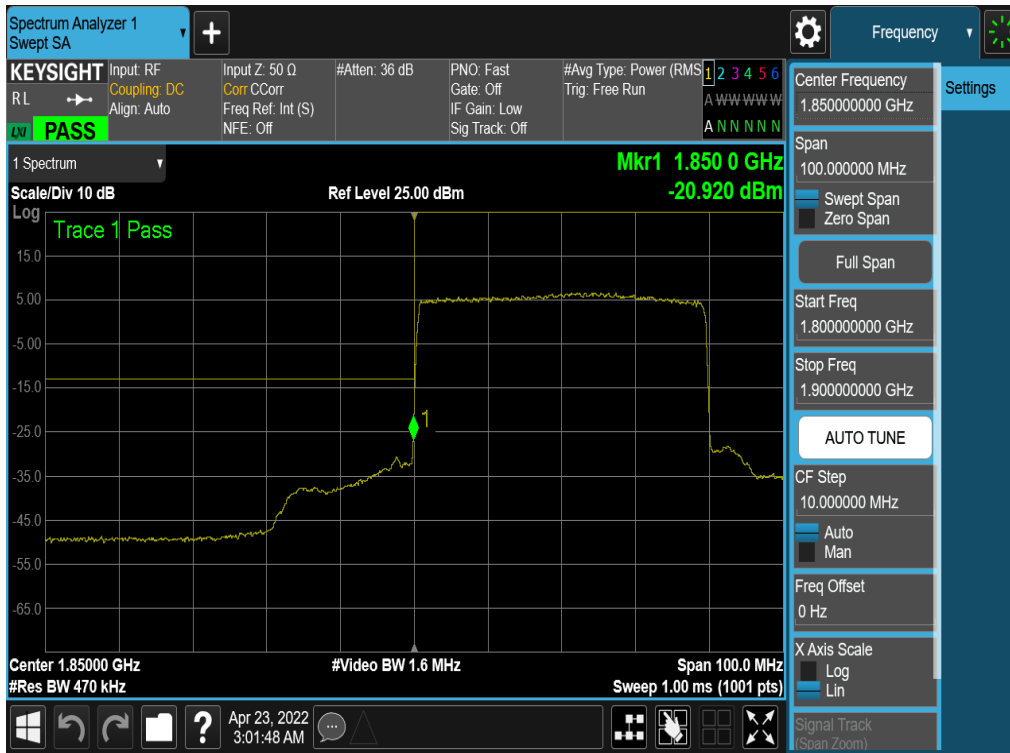 Spectrum Analyzer 1
Swept SA
+
Frequency
KEYSIGHT
RL
LXI PASS
Input: RF
Coupling: DC
Align: Auto
Input Z: 50 Ω
Corr CCorr
Freq Ref: Int (S)
NFE: Off
#Atten: 36 dB
PNO: Fast
Gate: Off
IF Gain: Low
Sig Track: Off
#Avg Type: Power (RMS
Trig: Free Run
1 2 3 4 5 6
A W W W W W
A N N N N N
1 Spectrum
Scale/Div 10 dB
Ref Level 25.00 dBm
Mkr1 1.850 0 GHz
-20.920 dBm
Log
Trace 1 Pass
15.0
5.00
-5.00
-15.0
-25.0
-35.0
-45.0
-55.0
-65.0
1
Center 1.85000 GHz
#Video BW 1.6 MHz
Span 100.0 MHz
#Res BW 470 kHz
Sweep 1.00 ms (1001 pts)
Center Frequency
1.850000000 GHz
Settings
Span
100.000000 MHz
Swept Span
Zero Span
Full Span
Start Freq
1.800000000 GHz
Stop Freq
1.900000000 GHz
AUTO TUNE
CF Step
10.000000 MHz
Auto
Man
Freq Offset
0 Hz
X Axis Scale
Log
Lin
Signal Track
(Span Zoom)
?
Apr 23, 2022
3:01:48 AM